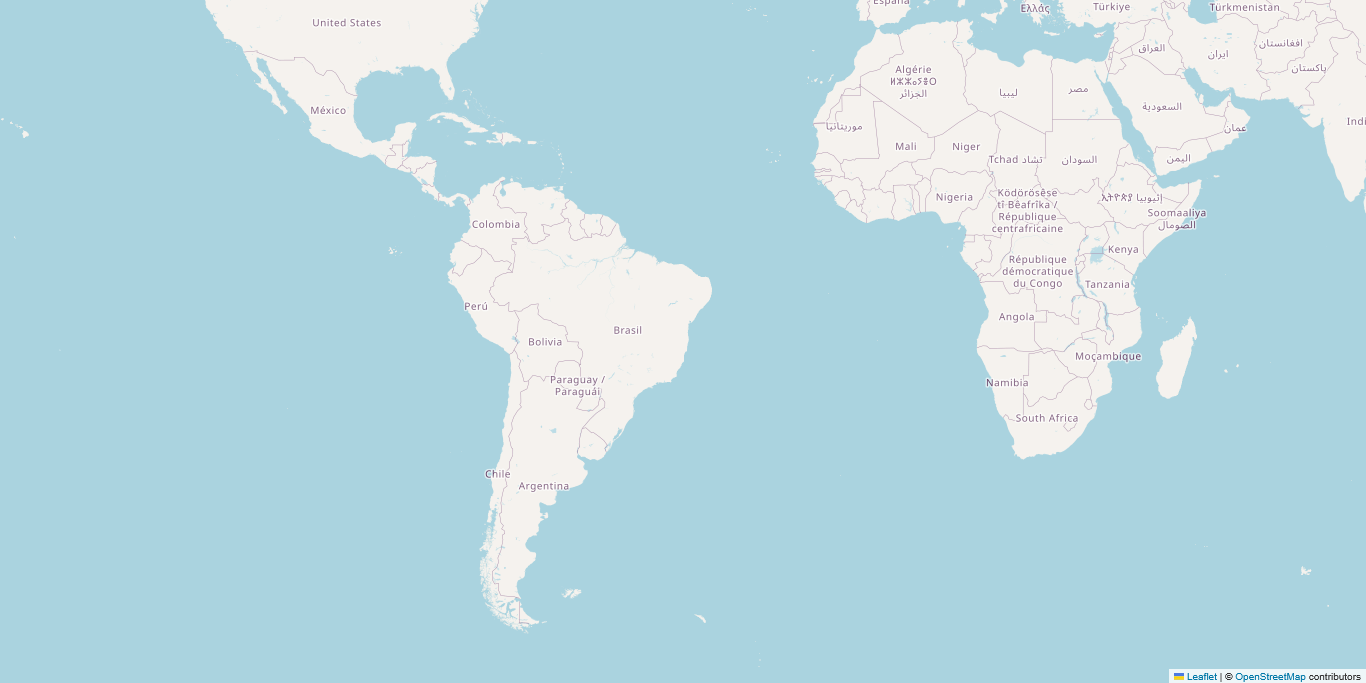 United States
México
Colombia
Perú
Brasil
Bolivia
Paraguay /
Paraguái
Chile
Argentina
España
Ελλάς
Türkiye
Türkmenistan
العراق
ایران
افغانستان
پاکستان
Algérie
ⵍⵣⵣⴰⵢⴻⵔ
الجزائر
ليبيا
مصر
السعودية
عمان
اليمن
موريتانيا
Mali
Niger
Tchad تشاد
السودان
Nigeria
Ködörösêse
tî Bêafrîka /
République
centrafricaine
ኢትዮጵያ إثيوبيا
Soomaaliya
الصومال
Kenya
République
démocratique
du Congo
Tanzania
Angola
Moçambique
Namibia
South Africa
Indi
Leaflet | © OpenStreetMap contributors